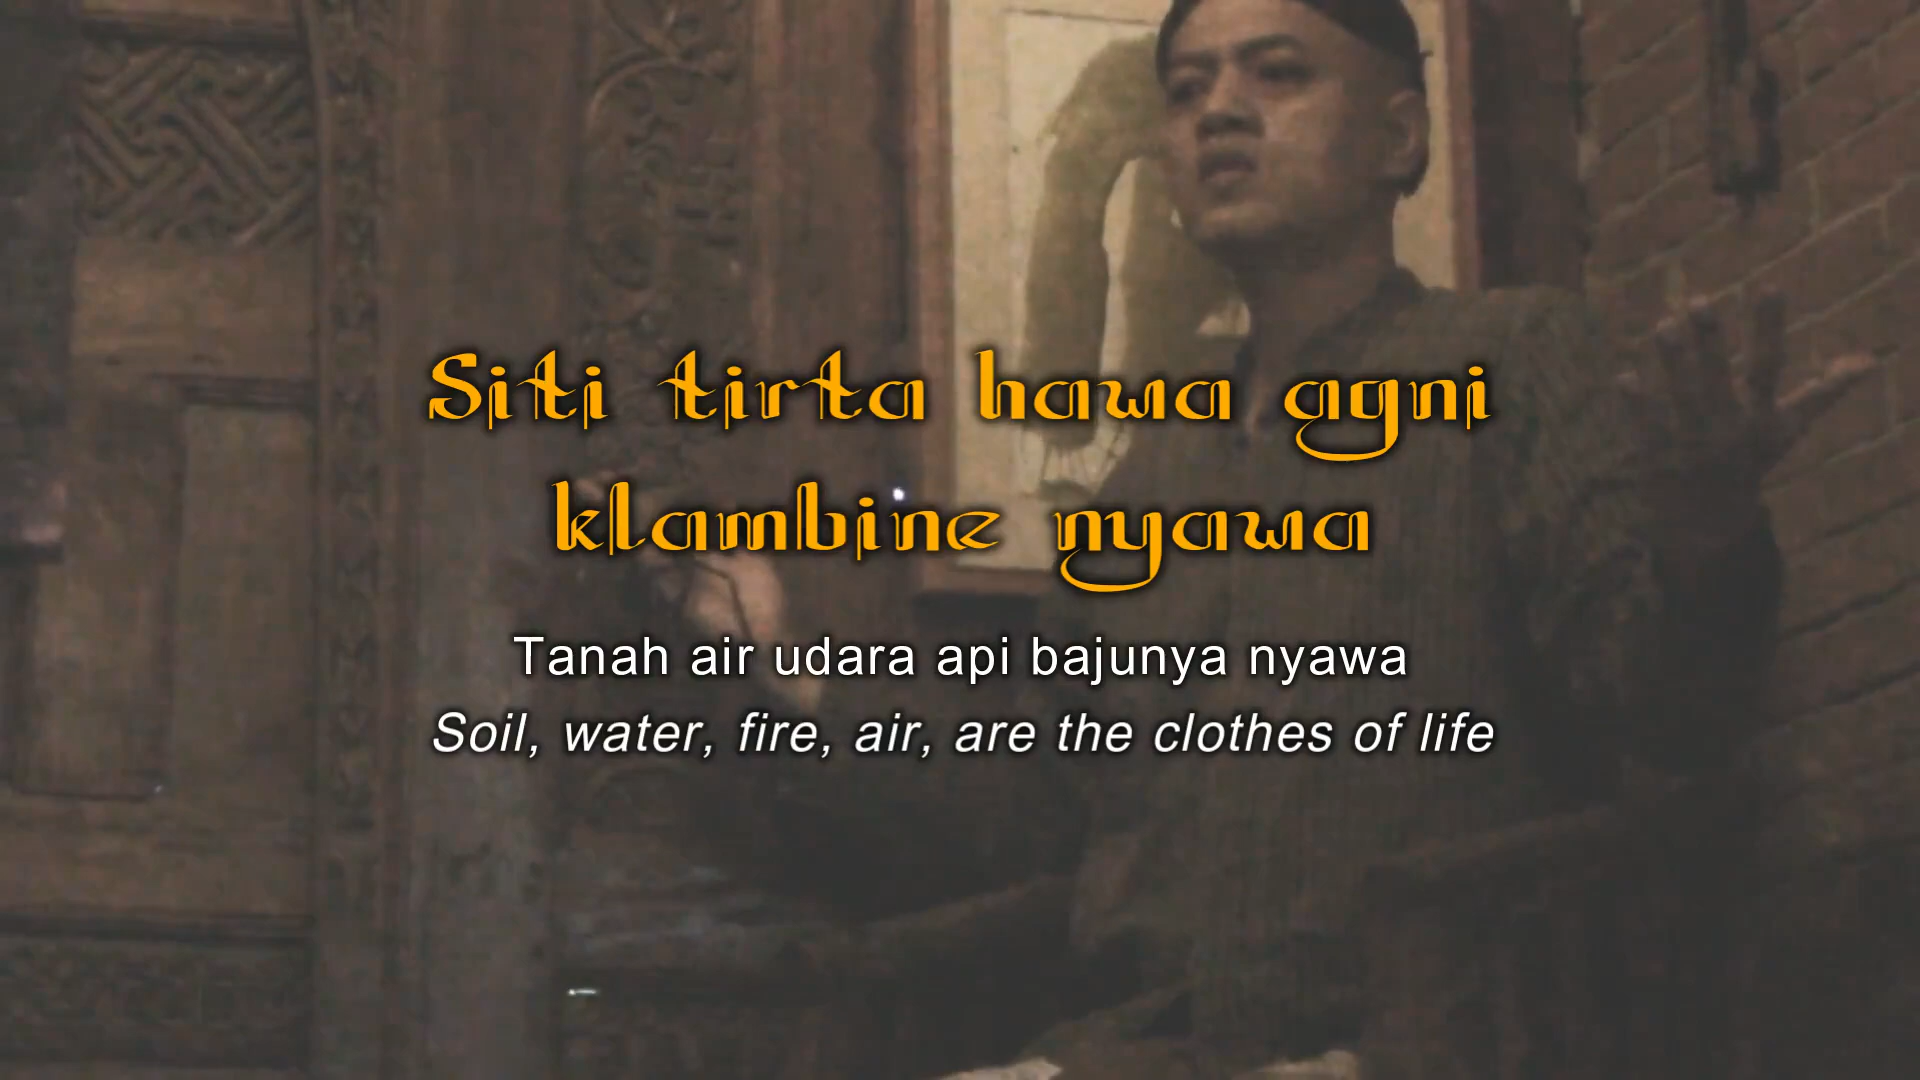 Siti tirta hawa agni
klambine nyawa
Tanah air udara api bajunya nyawa
Soil, water, fire, air, are the clothes of life